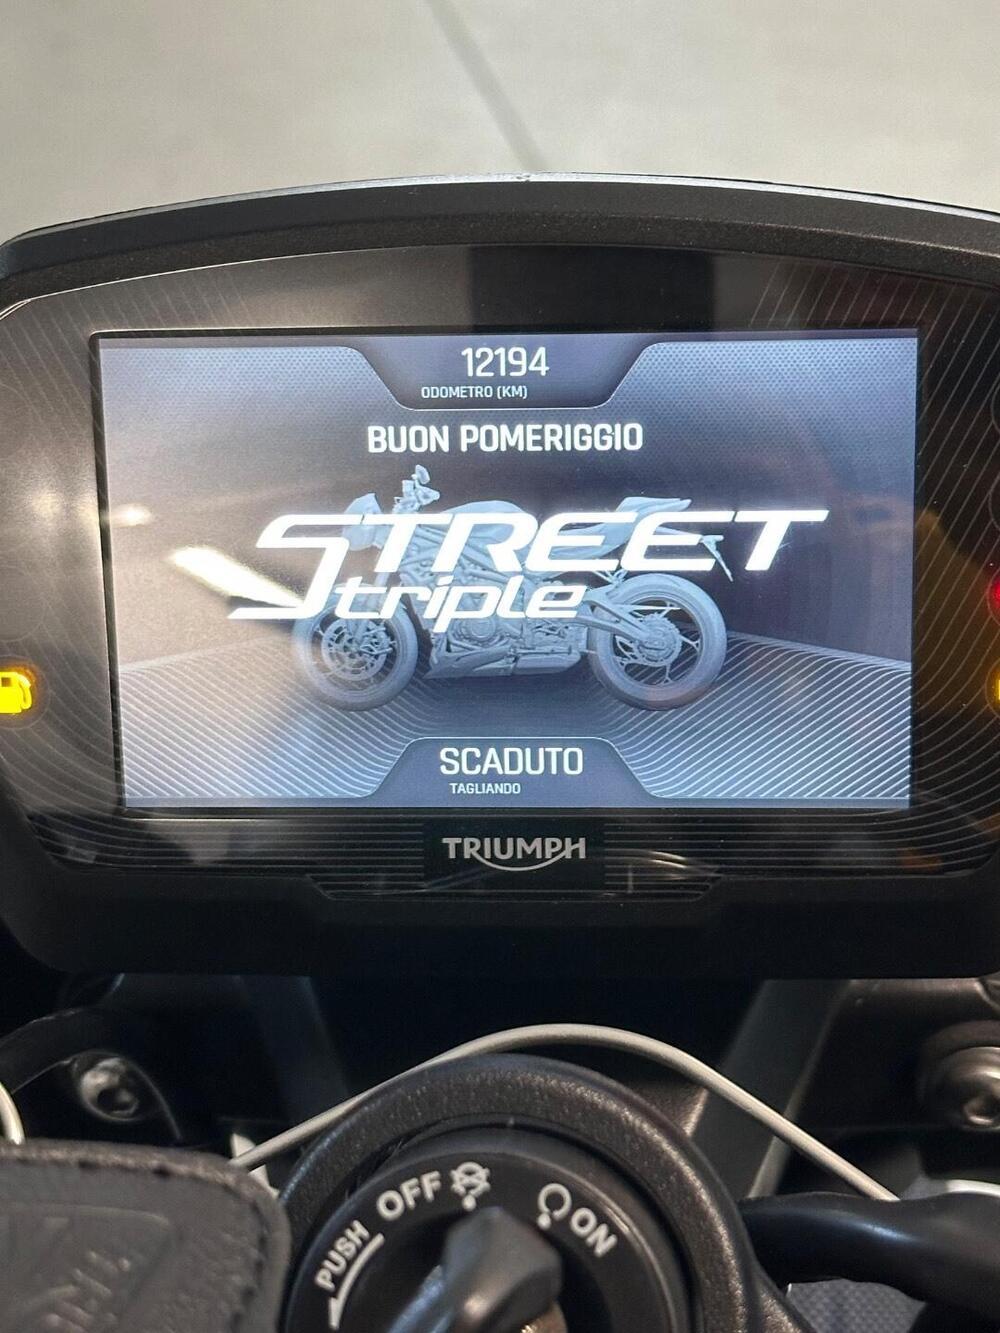 12194
ODOMETRO (KM)
BUON POMERIGGIO
STREET
triple
SCADUTO
TAGLIANDO
TRIUMPH
PUSH OFF ON